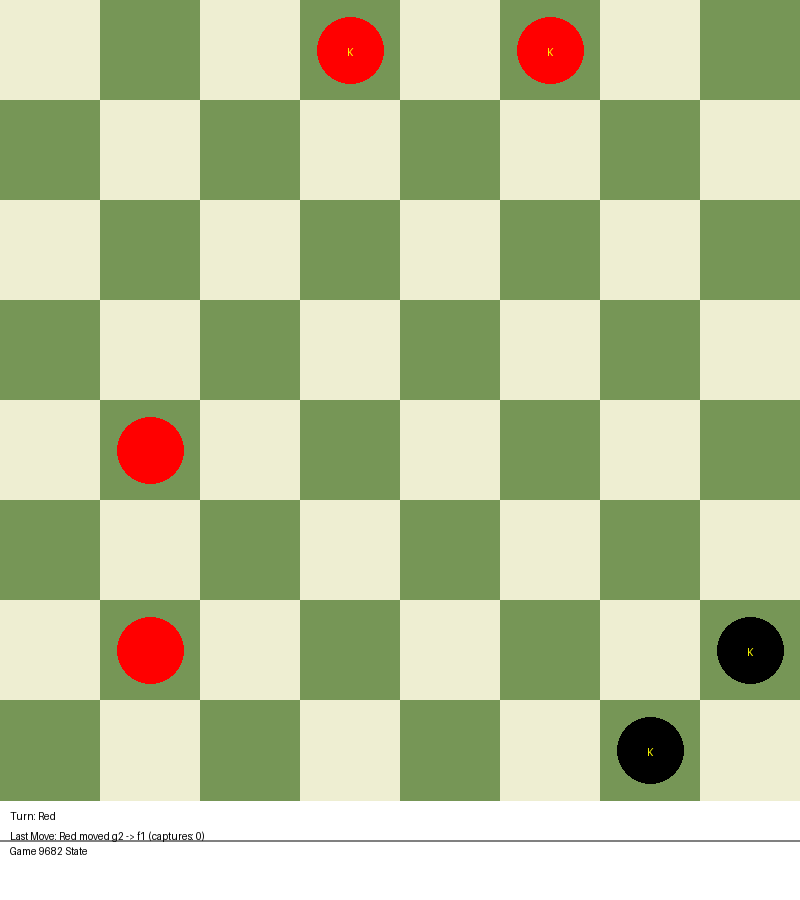 K K
K
K
Turn: Red
Last Move: Red moved g2 -> f1 (captures: 0)
Game 9682 State